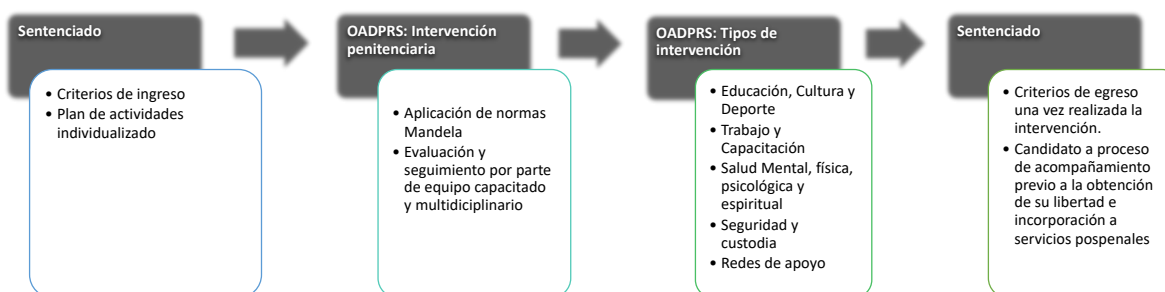 Sentenciado
• Criterios de ingreso
• Plan de actividades
individualizado
OADPRS: Intervención
penitenciaria
• Aplicación de normas
Mandela
• Evaluación y
seguimiento por parte
de equipo capacitado
y multidiciplinario
OADPRS: Tipos de
intervención
• Educación, Cultura y
Deporte
• Trabajo y
Capacitación
• Salud Mental, física,
psicológica y
espiritual
• Seguridad y
custodia
• Redes de apoyo
Sentenciado
• Criterios de egreso
una vez realizada la
intervención.
• Candidato a proceso
de acompañamiento
previo a la obtención
de su libertad e
incorporación a
servicios pospenales